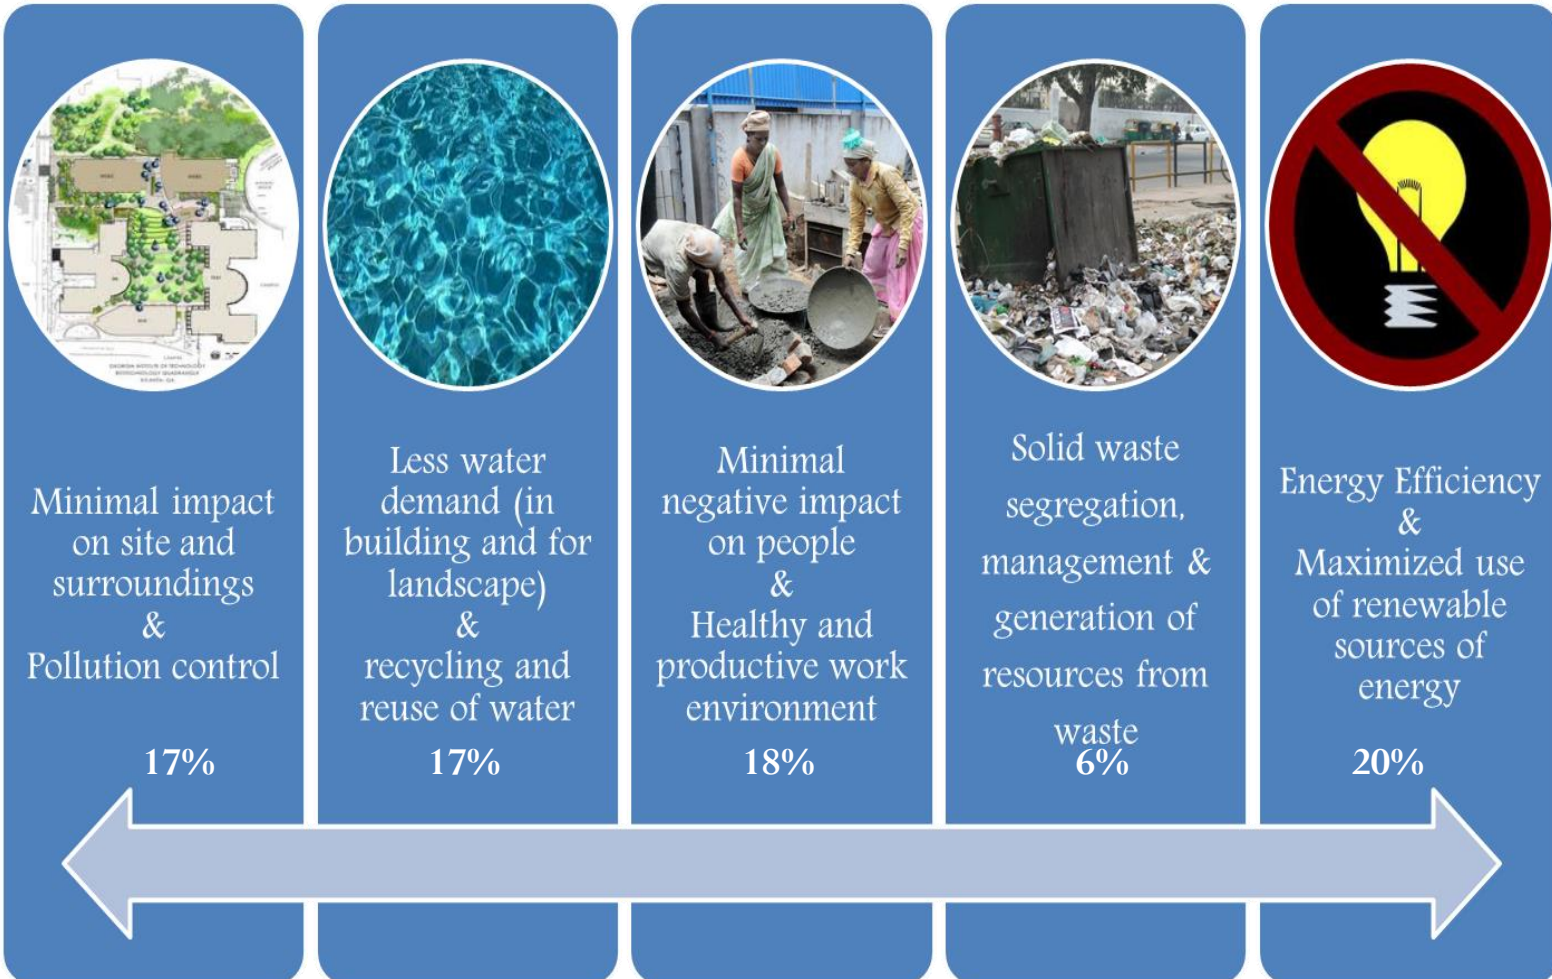 Minimal impact
on site and
surroundings
&
Pollution control
17%
Less water
demand (in
building and for
landscape)
&
recycling and
reuse of water
17%
Minimal
negative impact
on people
&
Healthy and
productive work
environment
18%
Solid waste
segregation,
management &
generation of
resources from
waste
6%
Energy Efficiency
&
Maximized use
of renewable
sources of
energy
20%